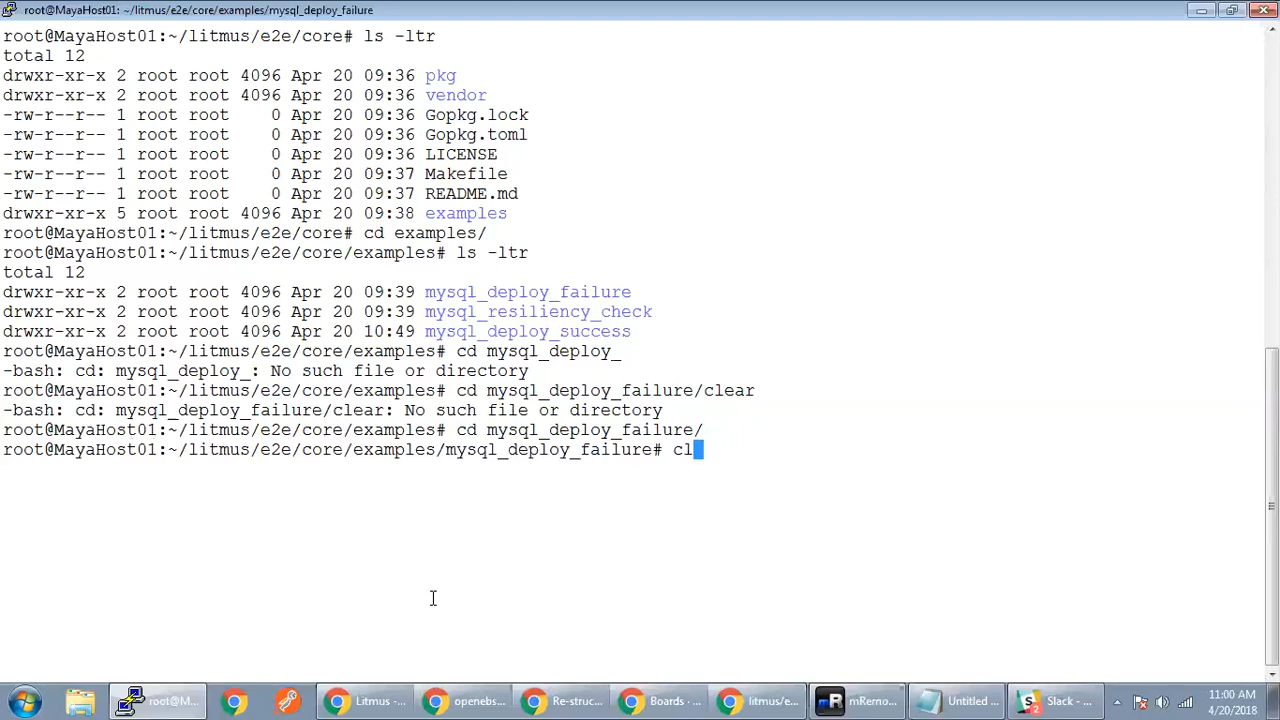 root@MayaHost01: ~/litmus/e2e/core/examples/mysql_deploy_failure
root@MayaHost01:~/litmus/e2e/core# ls -ltr
total 12
drwxr-xr-x 2 root root 4096 Apr 20 09:36 pkg
drwxr-xr-x 2 root root 4096 Apr 20 09:36 vendor
-rw-r--r-- 1 root root    0 Apr 20 09:36 Gopkg.lock
-rw-r--r-- 1 root root    0 Apr 20 09:36 Gopkg.toml
-rw-r--r-- 1 root root    0 Apr 20 09:36 LICENSE
-rw-r--r-- 1 root root    0 Apr 20 09:37 Makefile
-rw-r--r-- 1 root root    0 Apr 20 09:37 README.md
drwxr-xr-x 5 root root 4096 Apr 20 09:38 examples
root@MayaHost01:~/litmus/e2e/core# cd examples/
root@MayaHost01:~/litmus/e2e/core/examples# ls -ltr
total 12
drwxr-xr-x 2 root root 4096 Apr 20 09:39 mysql_deploy_failure
drwxr-xr-x 2 root root 4096 Apr 20 09:39 mysql_resiliency_check
drwxr-xr-x 2 root root 4096 Apr 20 10:49 mysql_deploy_success
root@MayaHost01:~/litmus/e2e/core/examples# cd mysql_deploy_
-bash: cd: mysql_deploy_: No such file or directory
root@MayaHost01:~/litmus/e2e/core/examples# cd mysql_deploy_failure/clear
-bash: cd: mysql_deploy_failure/clear: No such file or directory
root@MayaHost01:~/litmus/e2e/core/examples# cd mysql_deploy_failure/
root@MayaHost01:~/litmus/e2e/core/examples/mysql_deploy_failure# cl
root@M... Litmus -... openebs... Re-struc... Boards -... litmus/e... mRemo... Untitled ... Slack - ... 11:00 AM
4/20/2018